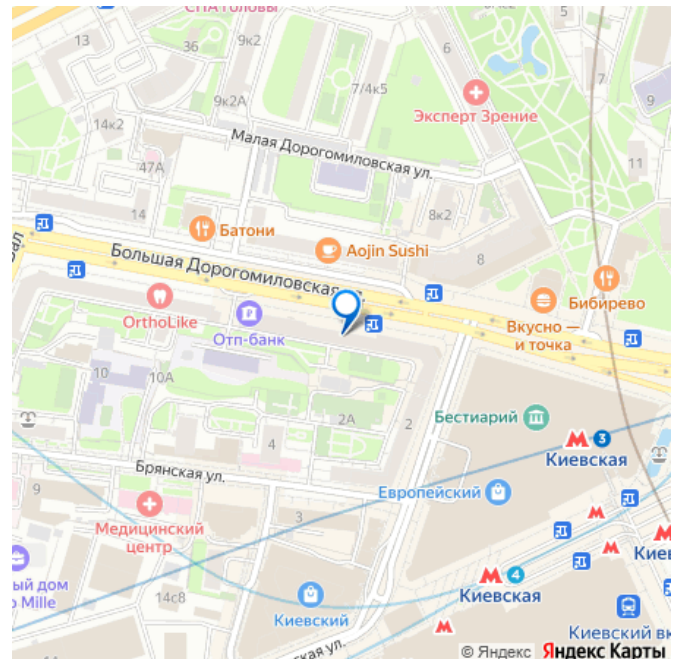 СПА ГОЛОВЫ
13
36
9к2
9к2А
7/4к5
6
5
7
9
Эксперт Зрение
14к2
Малая Дорогомиловская ул.
47А
11
14
Батони
8к2
Aojin Sushi
8
Большая Дорогомиловская ул.
OrthoLike
Отп-банк
Вкусно —
и точка
Бибирево
10
10А
2А
2
4
Бестиарий
3
Киевская
Брянская ул.
Европейский
9
3
Медицинский
центр
4
Киевская
14с8
Киевский
© Яндекс Яндекс Карты